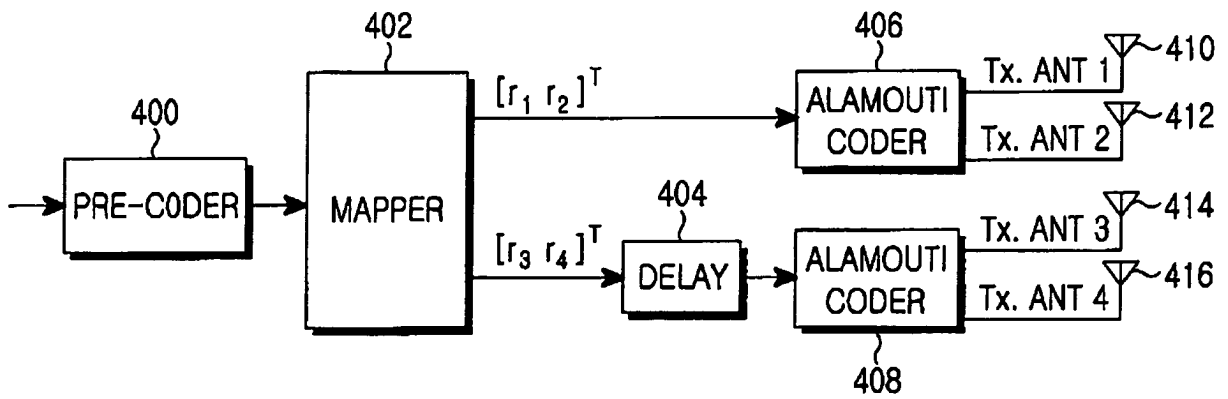 402
406
410
[r₁ r₂]ᵀ
Tx. ANT 1
ALAMOUTI
CODER
412
400
Tx. ANT 2
PRE-CODER
MAPPER
404
414
[r₃ r₄]ᵀ
Tx. ANT 3
DELAY
ALAMOUTI
CODER
416
Tx. ANT 4
408